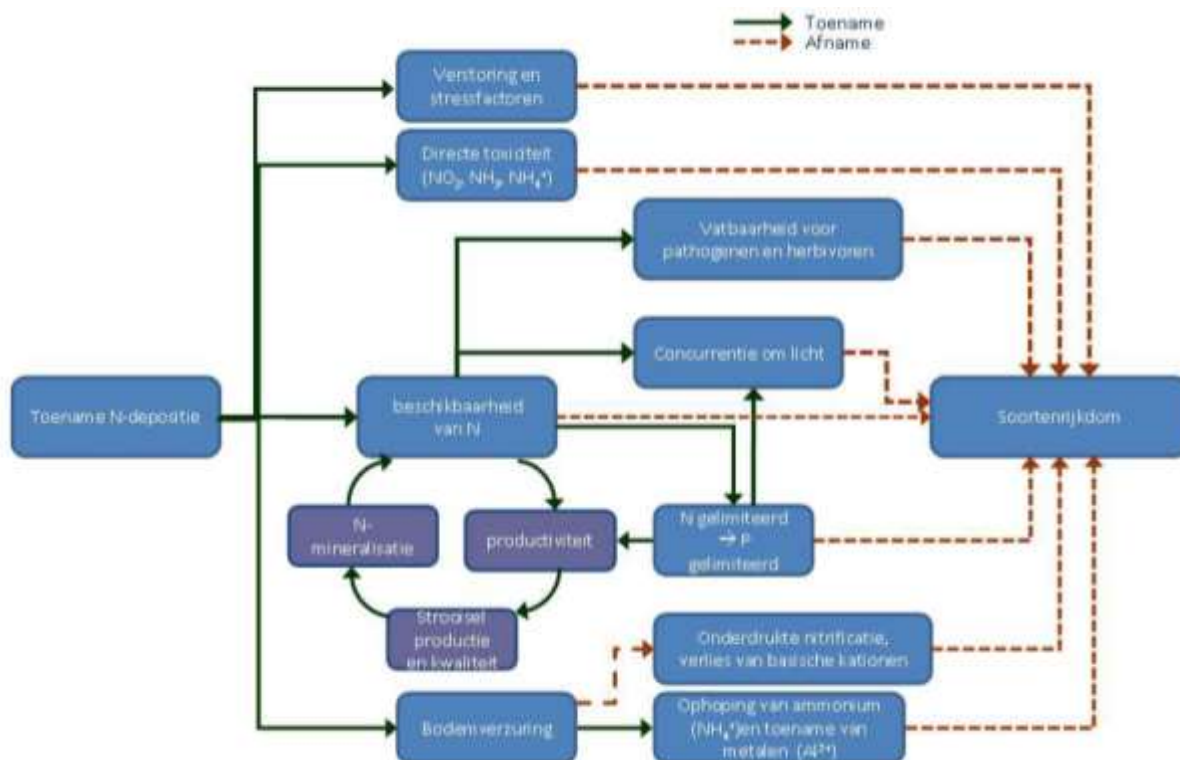 Toename
Afname
Verstoring en
stressfactoren
Directe toxiciteit
(NOy, NHy, NH₄⁺)
Vatbaarheid voor
pathogenen en herbivoren
Concurrentie om licht
Toename N-depositie
beschikbaarheid
van N
Soortenrijkdom
N-
mineralisatie
productiviteit
N gelimiteerd
→ P
gelimiteerd
Strooisel
productie
en kwaliteit
Onderdrukte nitrificatie,
verlies van basische kationen
Bodemverzuring
Ophoping van ammonium
(NH₄⁺)en toename van
metalen (Al³⁺)